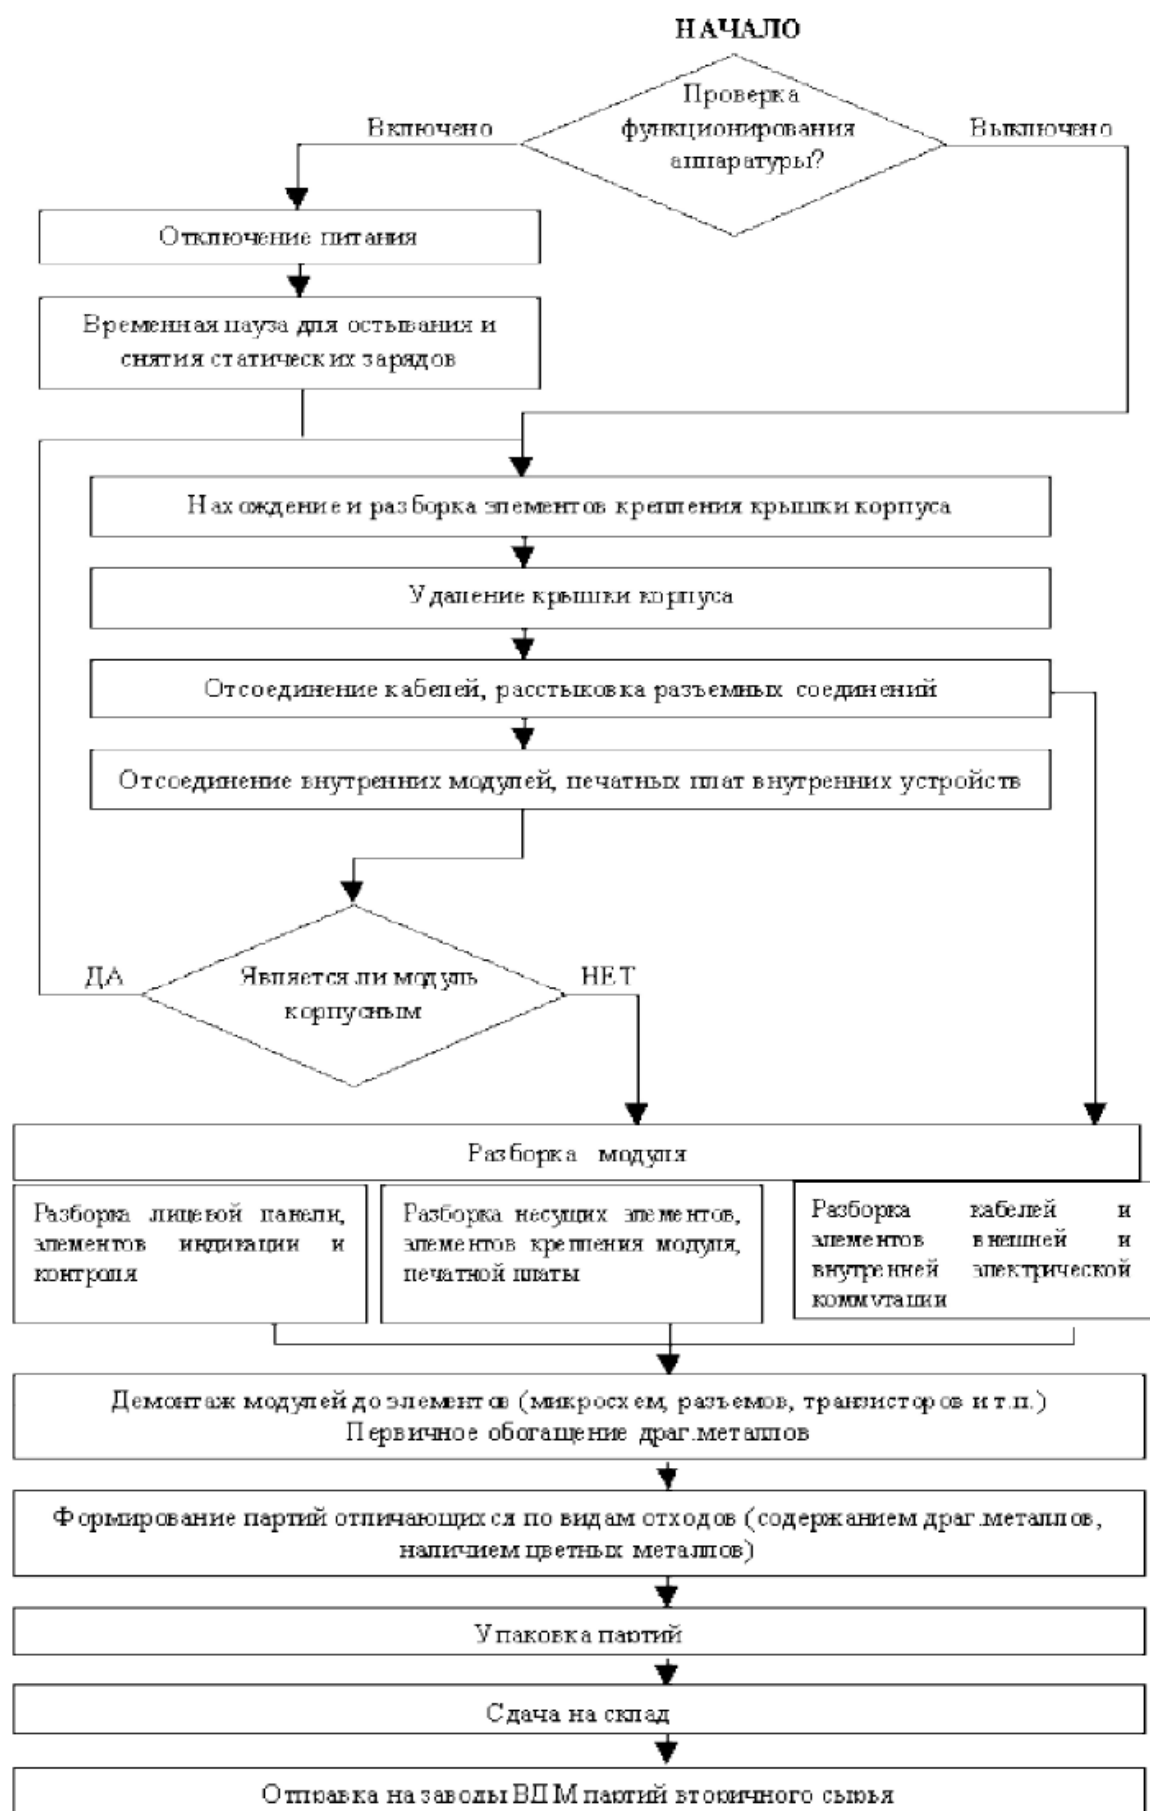 НАЧАЛО
Проверка
функционирования
аппаратуры?
Включено
Выключено
Отключение питания
Временная пауза для остывания и
снятия статических зарядов
Нахождение и разборка элементов крепления крышки корпуса
Удаление крышки корпуса
Отсоединение кабелей, расстыковка разъемных соединений
Отсоединение внутренних модулей, печатных плат внутренних устройств
ДА
Является ли модуль
корпусным
НЕТ
Разборка модуля
Разборка лицевой панели,
элементов индикации и
контроля
Разборка несущих элементов,
элементов крепления модуля,
печатной платы
Разборка кабелей и
элементов внешней и
внутренней электрической
коммутации
Демонтаж модулей до элементов (микросхем, разъемов, транзисторов и т.п.)
Первичное обогащение драг.металлов
Формирование партий отличающихся по видам отходов (содержанием драг.металлов,
наличием цветных металлов)
Упаковка партий
Сдача на склад
Отправка на заводы ВДМ партий вторичного сырья